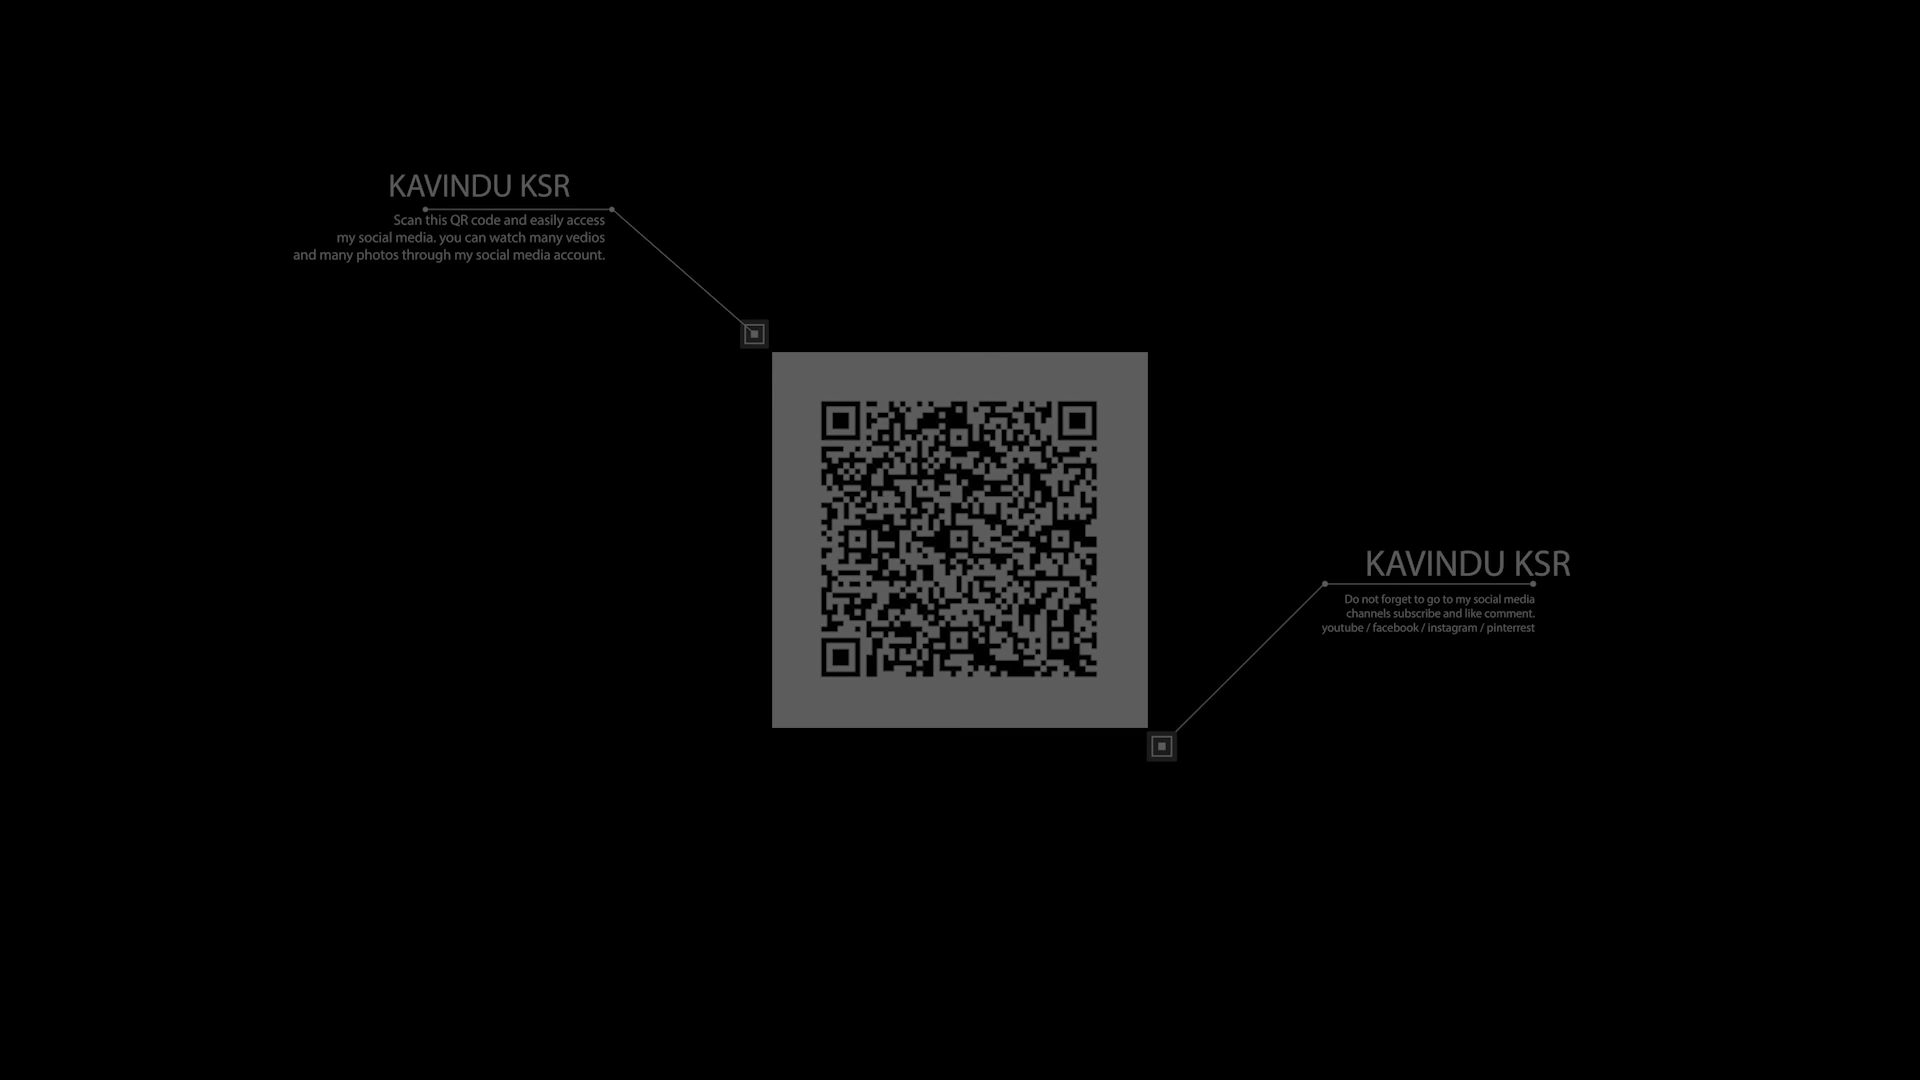 KAVINDU KSR
Scan this QR code and easily access
my social media. you can watch many vedios
and many photos through my social media account.
KAVINDU KSR
Do not forget to go to my social media
channels subscribe and like comment.
youtube / facebook / instagram / pinterrest